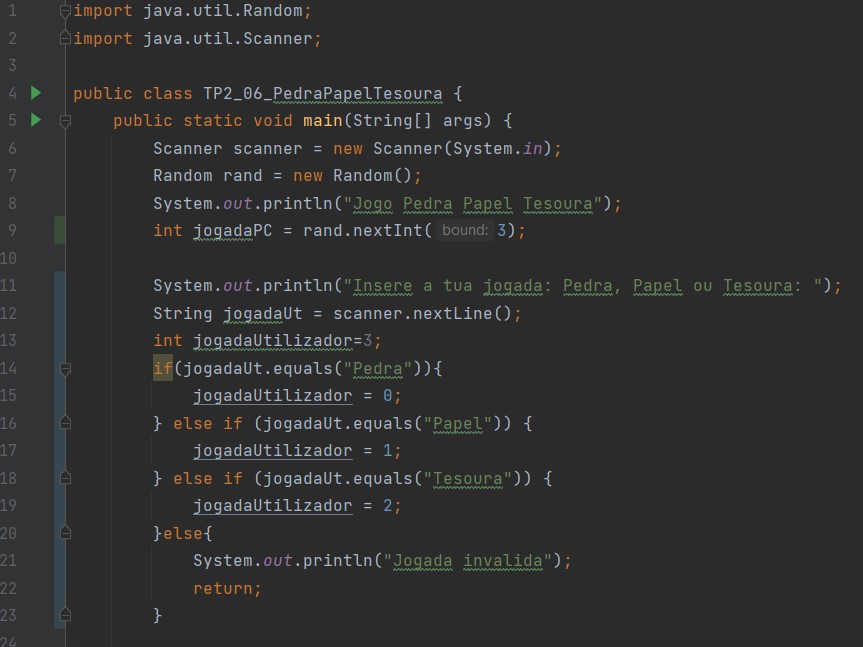 1 import java.util.Random;
2 import java.util.Scanner;
3
4 public class TP2_06_PedraPapelTesoura {
5 public static void main(String[] args) {
6 Scanner scanner = new Scanner(System.in);
7 Random rand = new Random();
8 System.out.println("Jogo Pedra Papel Tesoura");
9 int jogadaPC = rand.nextInt( bound: 3);
10
11 System.out.println("Insere a tua jogada: Pedra, Papel ou Tesoura: ");
12 String jogadaUt = scanner.nextLine();
13 int jogadaUtilizador=3;
14 if(jogadaUt.equals("Pedra")){
15 jogadaUtilizador = 0;
16 } else if (jogadaUt.equals("Papel")) {
17 jogadaUtilizador = 1;
18 } else if (jogadaUt.equals("Tesoura")) {
19 jogadaUtilizador = 2;
20 }else{
21 System.out.println("Jogada invalida");
22 return;
23 }
24